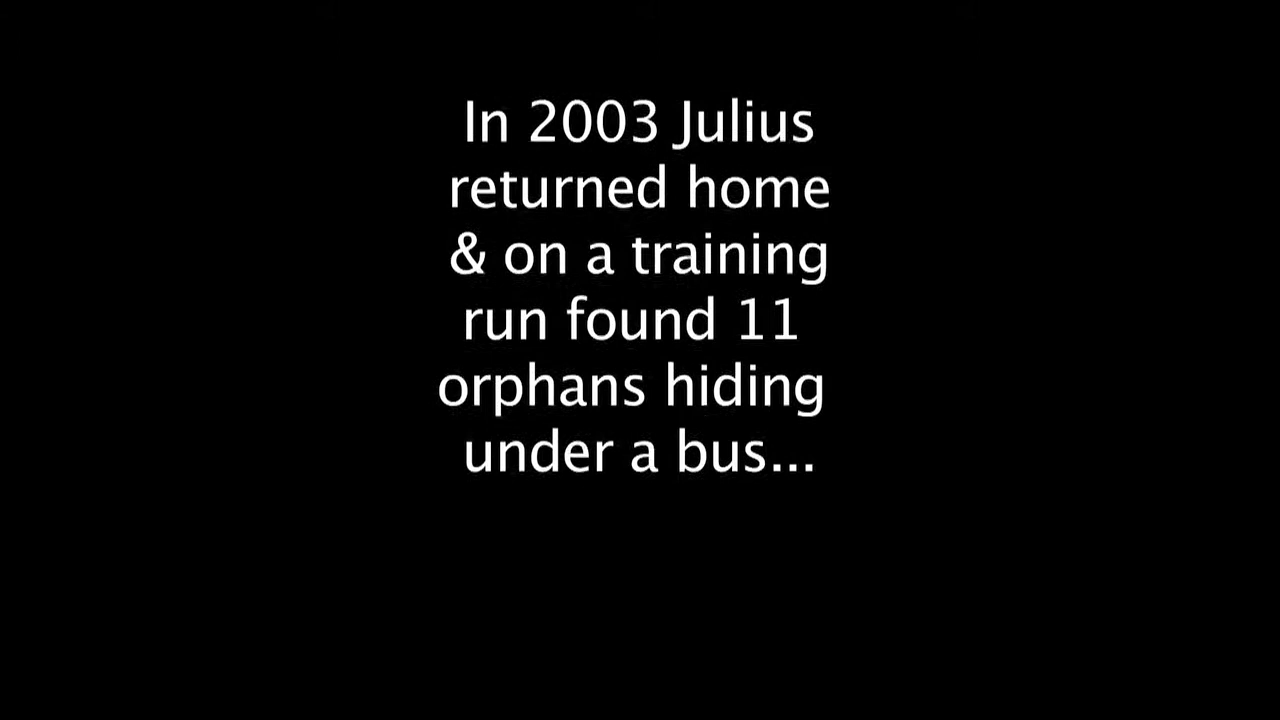 In 2003 Julius
returned home
& on a training
run found 11
orphans hiding
under a bus...